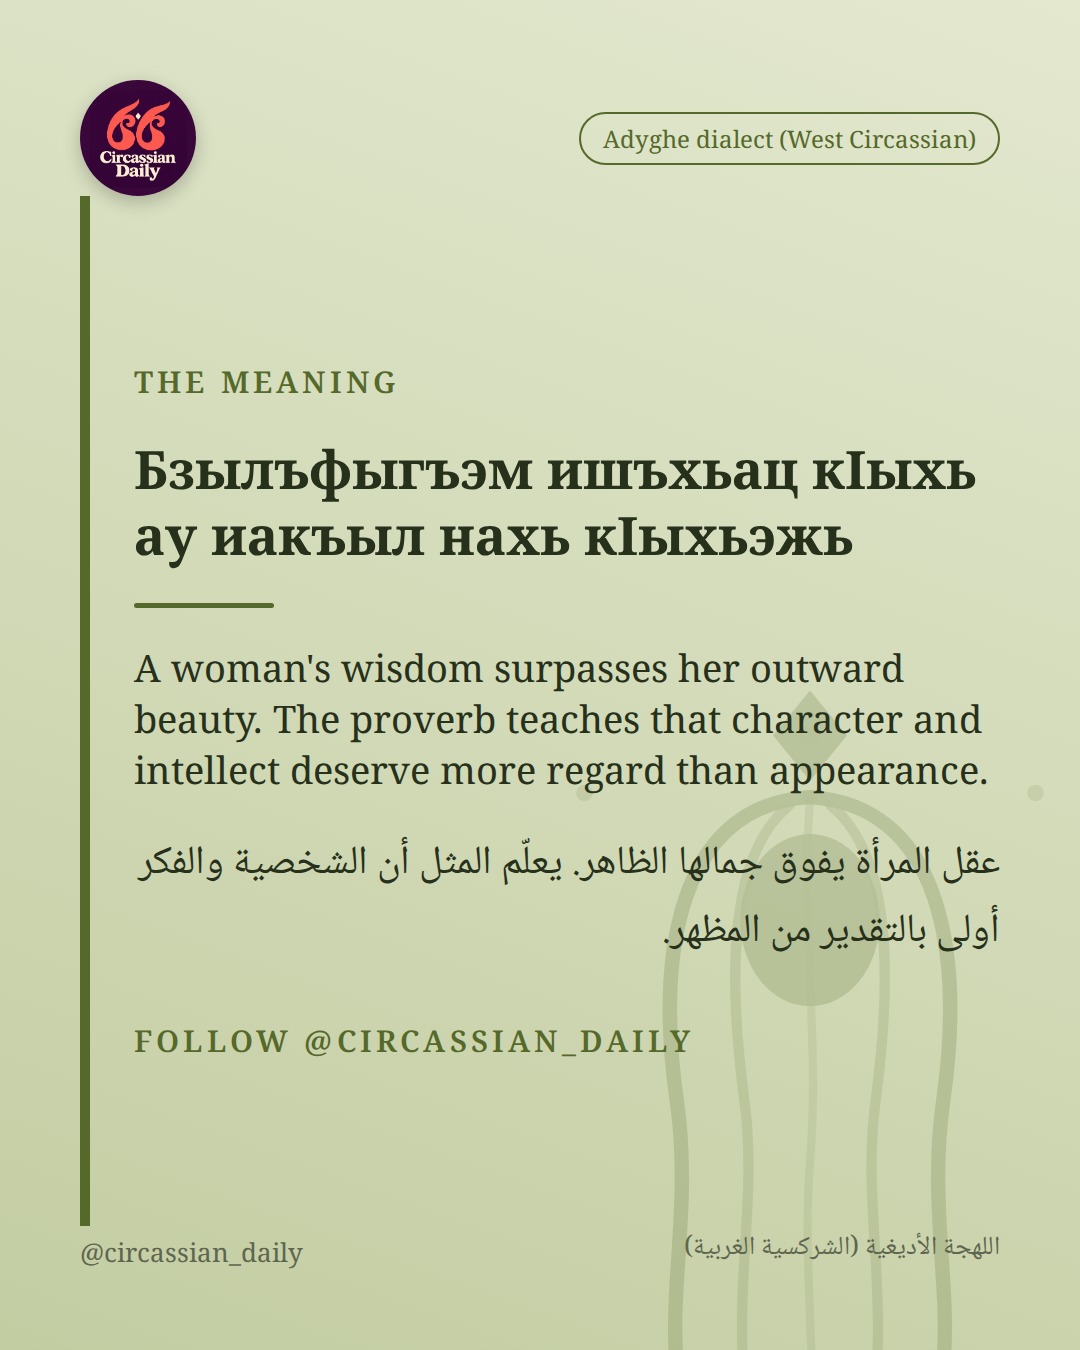 Circassian
Daily
Adyghe dialect (West Circassian)
THE MEANING
Бзылъфыгъэм ишъхьац кӏыхь
ау иакъыл нахь кӏыхьэжь
A woman's wisdom surpasses her outward
beauty. The proverb teaches that character and
intellect deserve more regard than appearance.
عقل المرأة يفوق جمالها الظاهر. يعلّم المثل أن الشخصية والفكر
أولى بالتقدير من المظهر.
FOLLOW @CIRCASSIAN_DAILY
@circassian_daily
اللهجة الأديغية (الشركسية الغربية)